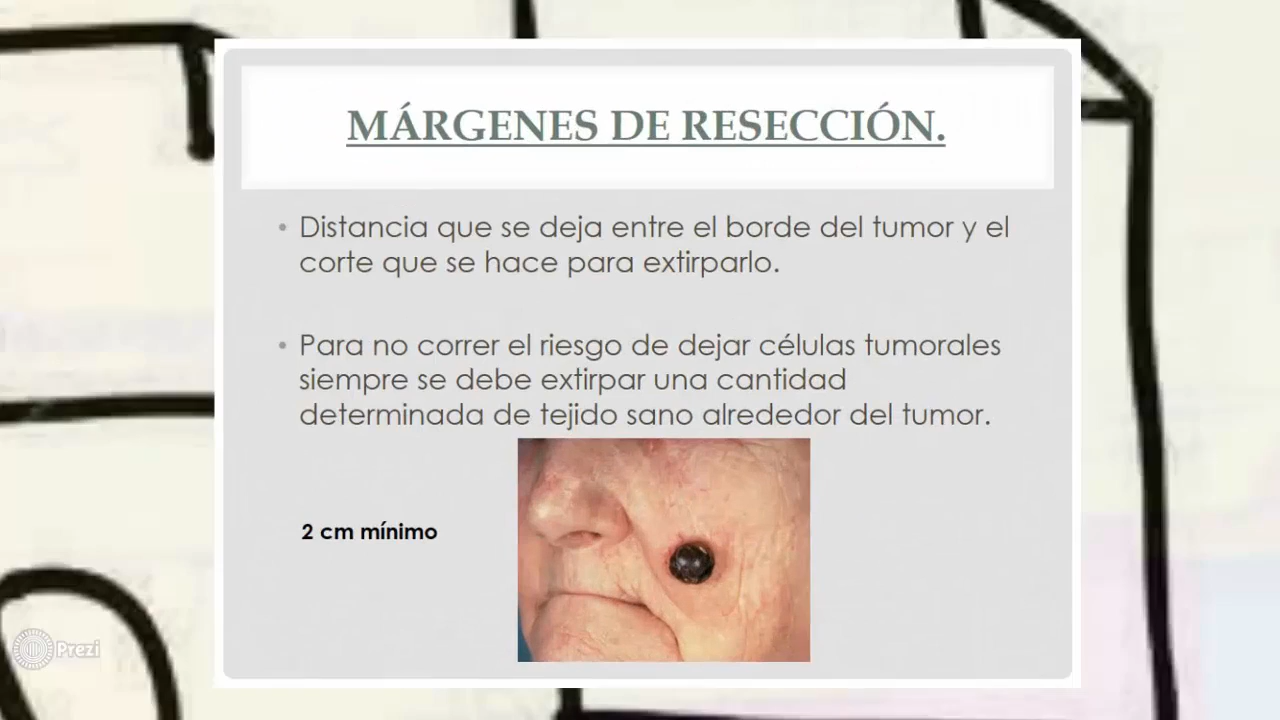 MÁRGENES DE RESECCIÓN.
• Distancia que se deja entre el borde del tumor y el
corte que se hace para extirparlo.
• Para no correr el riesgo de dejar células tumorales
siempre se debe extirpar una cantidad
determinada de tejido sano alrededor del tumor.
2 cm mínimo
Prezi